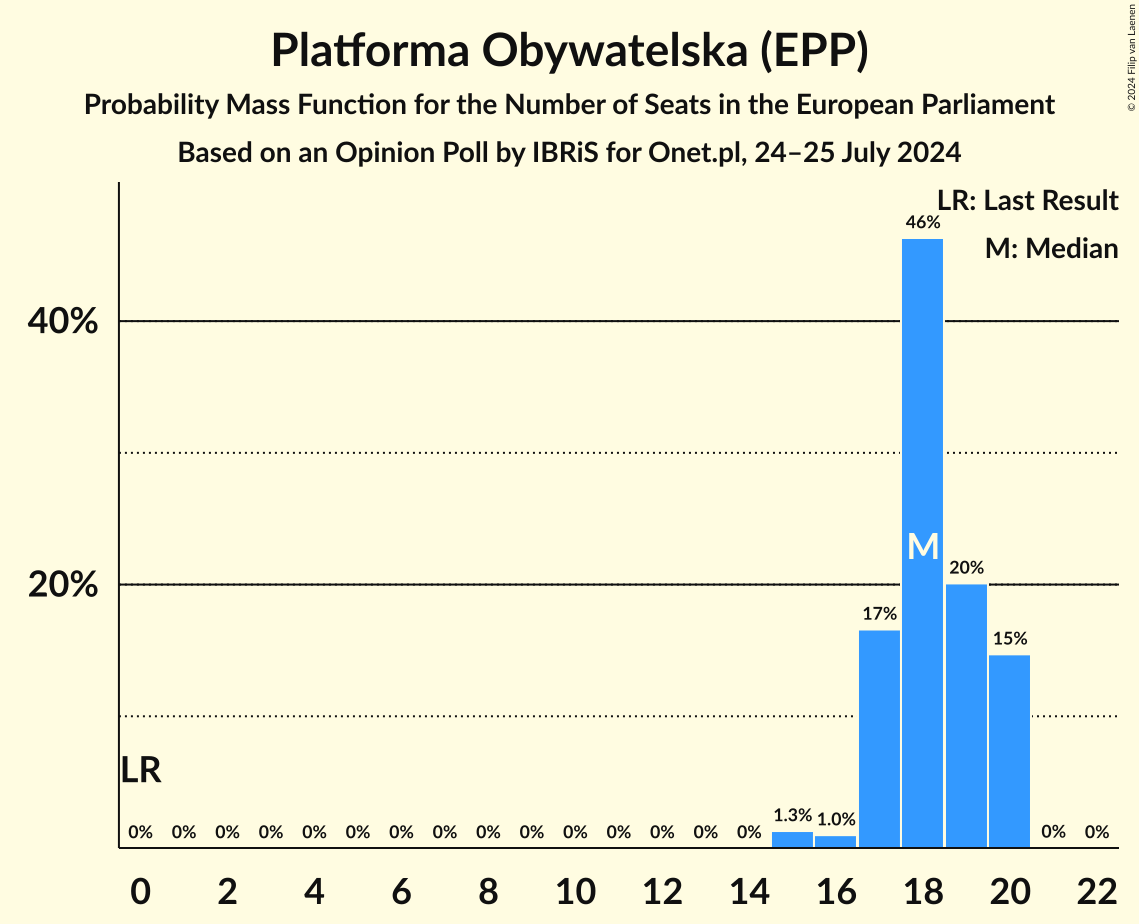 Platforma Obywatelska (EPP)
Probability Mass Function for the Number of Seats in the European Parliament
Based on an Opinion Poll by IBRiS for Onet.pl, 24–25 July 2024
© 2024 Filip van Laenen
LR: Last Result
M: Median
46%
40%
M
20%
20%
17%
15%
LR
0% 0% 0% 0% 0% 0% 0% 0% 0% 0% 0% 0% 0% 0% 0% 1.3% 1.0% 0% 0%
0 2 4 6 8 10 12 14 16 18 20 22